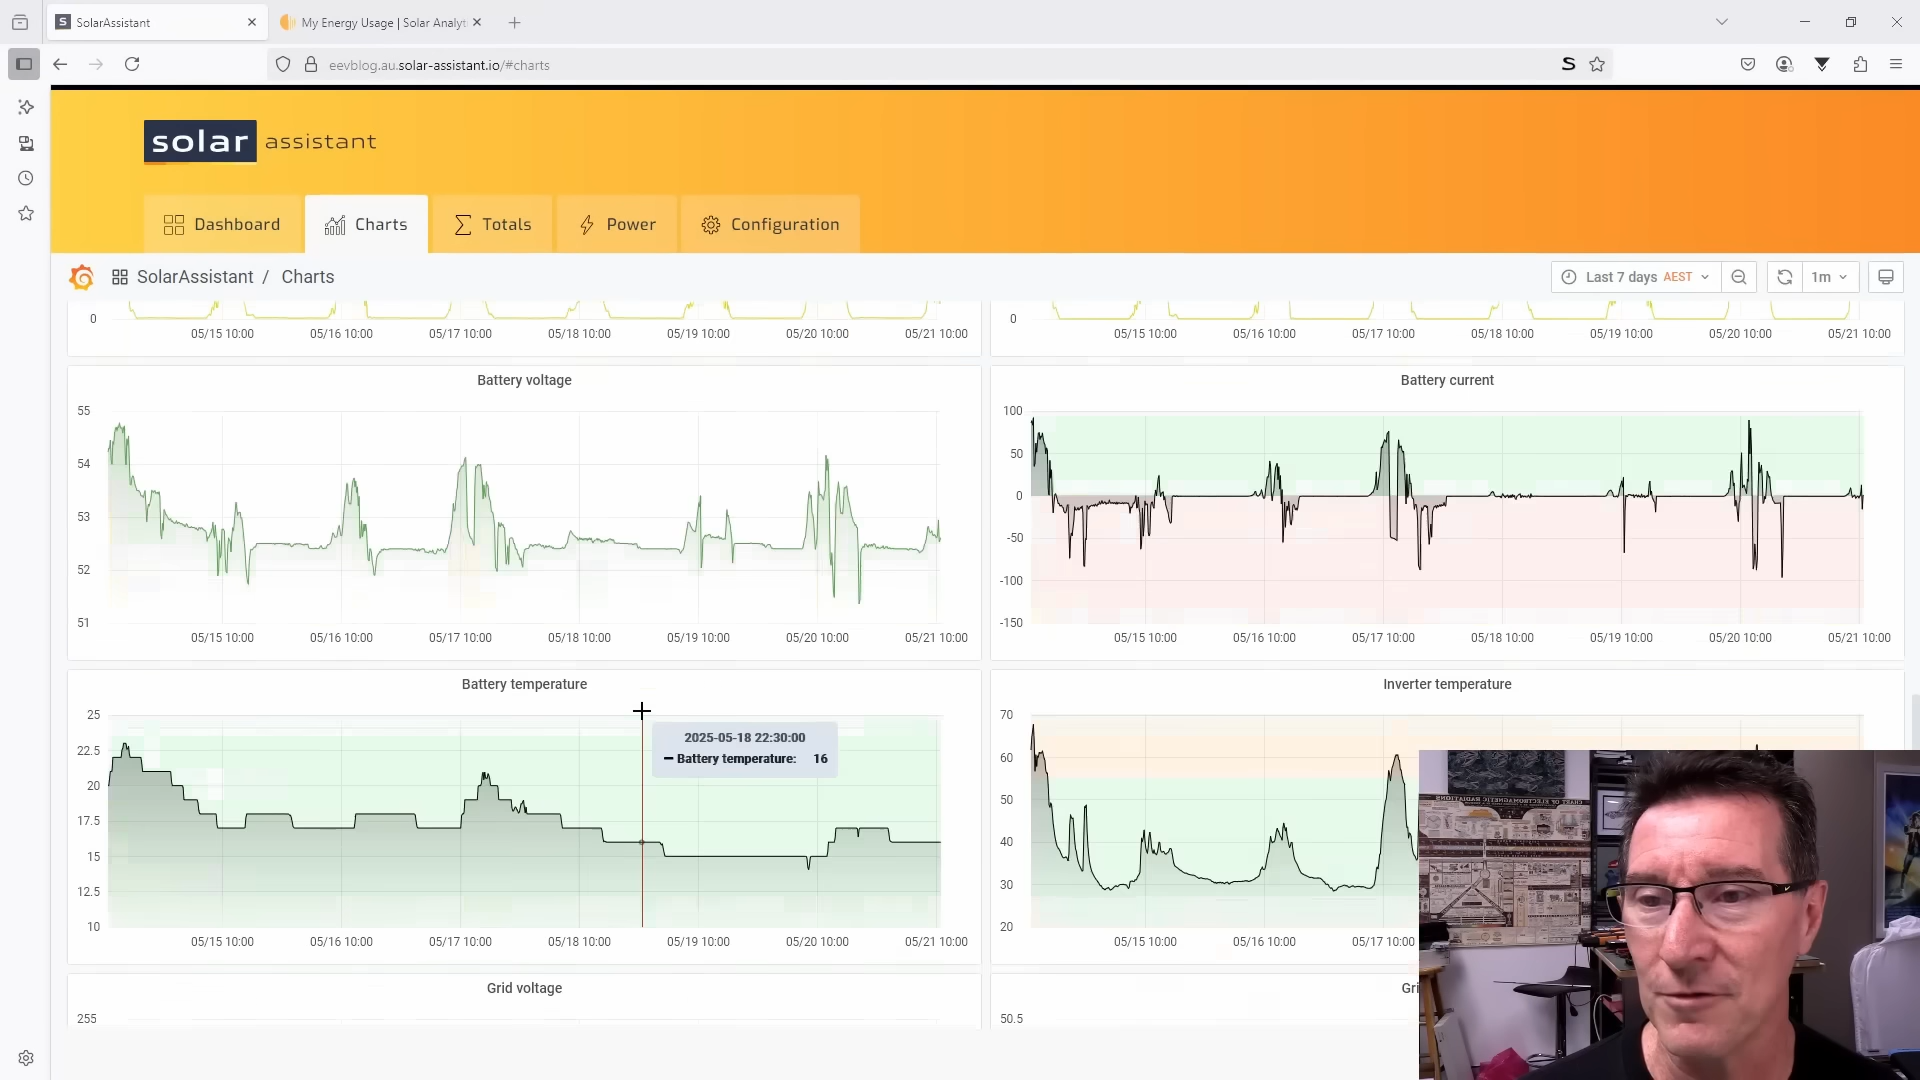 SolarAssistant
My Energy Usage | Solar Analyt
eevblog.au.solar-assistant.io/#charts
S
solar assistant
Dashboard
Charts
Totals
Power
Configuration
SolarAssistant / Charts
Last 7 days AEST
1m
0
05/15 10:00 05/16 10:00 05/17 10:00 05/18 10:00 05/19 10:00 05/20 10:00 05/21 10:00
0
05/15 10:00 05/16 10:00 05/17 10:00 05/18 10:00 05/19 10:00 05/20 10:00 05/21 10:00
Battery voltage
55
54
53
52
51
05/15 10:00 05/16 10:00 05/17 10:00 05/18 10:00 05/19 10:00 05/20 10:00 05/21 10:00
Battery current
100
50
0
-50
-100
-150
05/15 10:00 05/16 10:00 05/17 10:00 05/18 10:00 05/19 10:00 05/20 10:00 05/21 10:00
Battery temperature
25
22.5
20
17.5
15
12.5
10
2025-05-18 22:30:00
Battery temperature: 16
05/15 10:00 05/16 10:00 05/17 10:00 05/18 10:00 05/19 10:00 05/20 10:00 05/21 10:00
Inverter temperature
70
60
50
40
30
20
05/15 10:00 05/16 10:00 05/17 10:00
Grid voltage
255
Gri
50.5